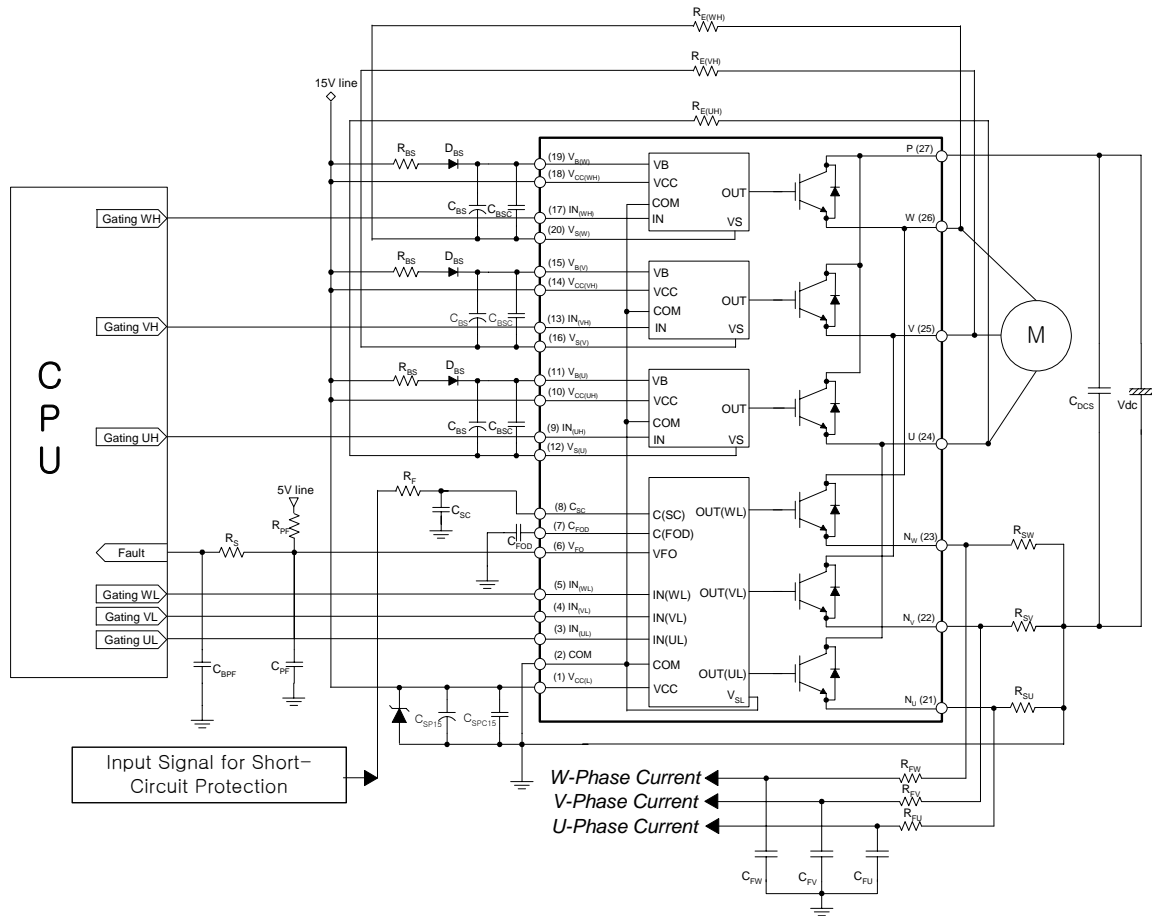 R_E(WH)
R_E(VH)
15V line
R_E(UH)
R_BS
D_BS
C_BS
C_BSC
(19) V_B(W)
(18) V_CC(WH)
(17) IN_(WH)
(20) V_S(W)
VB
VCC
COM
IN
OUT
VS
P (27)
W (26)
Gating WH
R_BS
D_BS
C_BS
C_BSC
(15) V_B(V)
(14) V_CC(VH)
(13) IN_(VH)
(16) V_S(V)
VB
VCC
COM
IN
OUT
VS
V (25)
Gating VH
M
CPU
R_BS
D_BS
C_BS
C_BSC
(11) V_B(U)
(10) V_CC(UH)
(9) IN_(UH)
(12) V_S(U)
VB
VCC
COM
IN
OUT
VS
U (24)
Gating UH
C_DCS
Vdc
R_F
C_SC
5V line
R_PF
R_S
C_FOD
Fault
(8) C_SC
(7) C_FOD
(6) V_FO
(5) IN_(WL)
(4) IN_(VL)
(3) IN_(UL)
(2) COM
(1) V_CC(L)
C(SC)
C(FOD)
VFO
IN(WL)
IN(VL)
IN(UL)
COM
VCC
OUT(WL)
OUT(VL)
OUT(UL)
V_SL
N_W (23)
N_V (22)
N_U (21)
R_SW
R_SV
R_SU
Gating WL
Gating VL
Gating UL
C_BPF
C_PF
C_SP15
C_SPC15
Input Signal for Short-
Circuit Protection
W-Phase Current
V-Phase Current
U-Phase Current
R_FW
R_FV
R_FU
C_FW
C_FV
C_FU